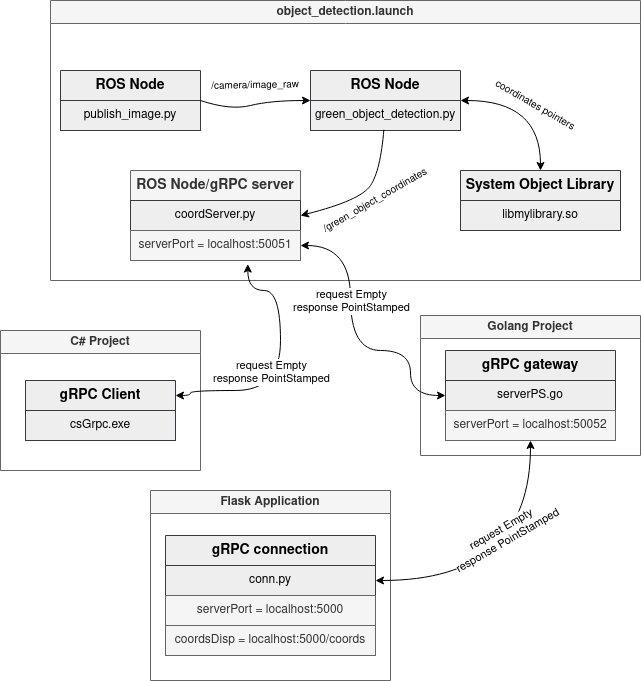 object_detection.launch
ROS Node
publish_image.py
/camera/image_raw
ROS Node
green_object_detection.py
coordinates pointers
System Object Library
libmylibrary.so
ROS Node/gRPC server
coordServer.py
serverPort = localhost:50051
/green_object_coordinates
request Empty
response PointStamped
C# Project
gRPC Client
csGrpc.exe
request Empty
response PointStamped
Golang Project
gRPC gateway
serverPS.go
serverPort = localhost:50052
request Empty
response PointStamped
Flask Application
gRPC connection
conn.py
serverPort = localhost:5000
coordsDisp = localhost:5000/coords